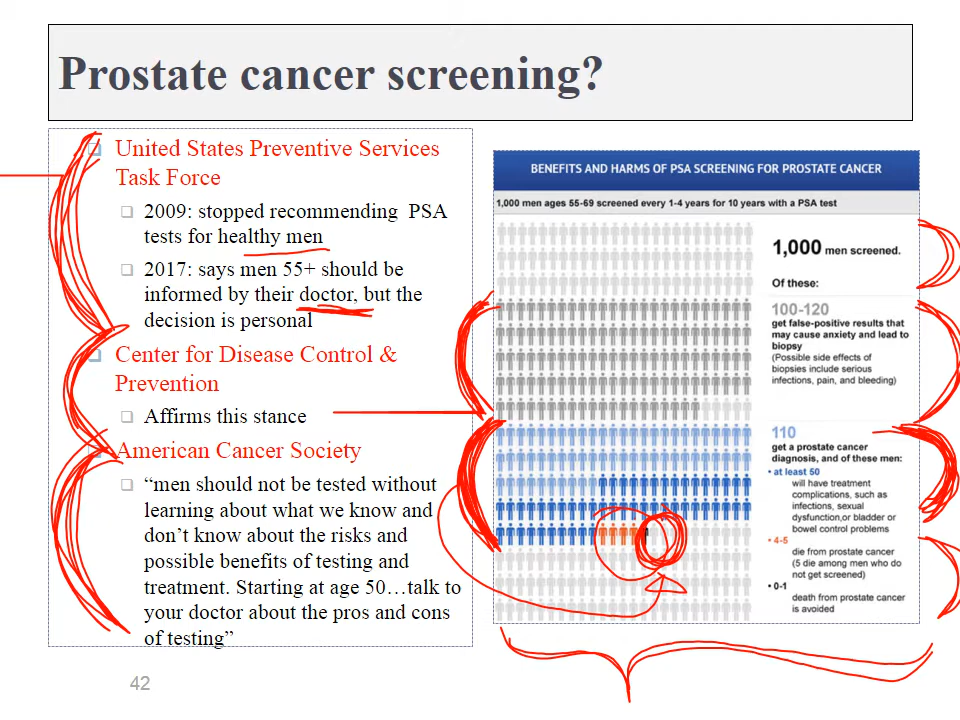 Prostate cancer screening?
United States Preventive Services
Task Force
2009: stopped recommending PSA
tests for healthy men
2017: says men 55+ should be
informed by their doctor, but the
decision is personal
Center for Disease Control &
Prevention
Affirms this stance
American Cancer Society
“men should not be tested without
learning about what we know and
don’t know about the risks and
possible benefits of testing and
treatment. Starting at age 50…talk to
your doctor about the pros and cons
of testing”
BENEFITS AND HARMS OF PSA SCREENING FOR PROSTATE CANCER
1,000 men ages 55-69 screened every 1-4 years for 10 years with a PSA test
1,000 men screened.
Of these:
100-120
get false-positive results that
may cause anxiety and lead to
biopsy
(Possible side effects of
biopsies include serious
infections, pain, and bleeding)
110
get a prostate cancer
diagnosis, and of these men:
• at least 50
will have treatment
complications, such as
infections, sexual
dysfunction, or bladder or
bowel control problems
• 4-5
die from prostate cancer
(5 die among men who do
not get screened)
• 0-1
death from prostate cancer
is avoided
42